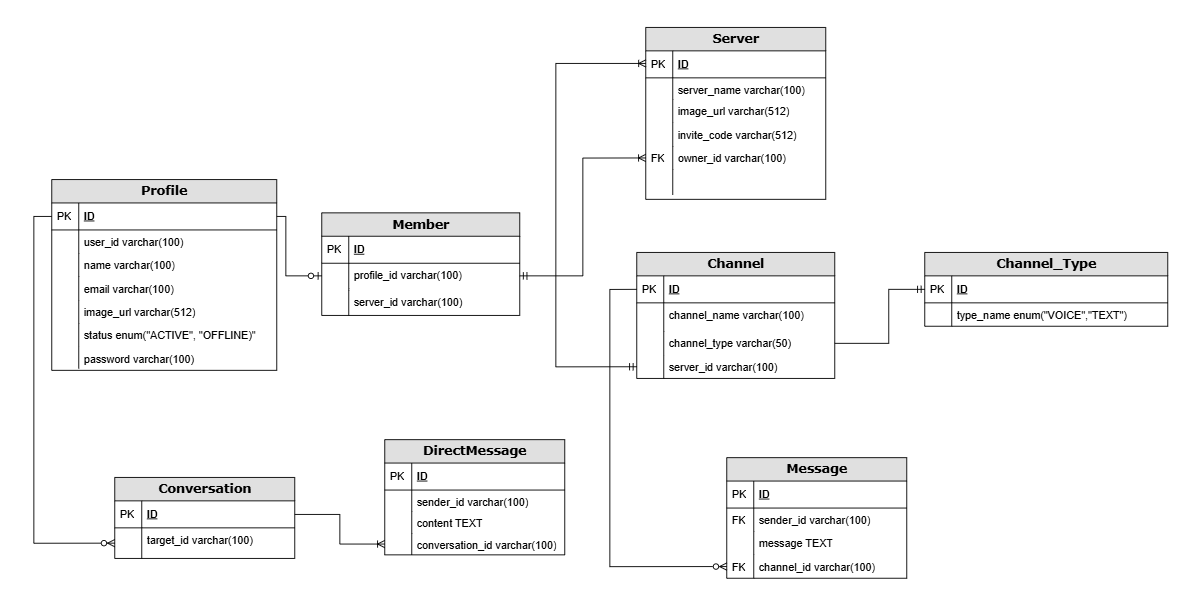 Server
PK ID
server_name varchar(100)
image_url varchar(512)
invite_code varchar(512)
FK owner_id varchar(100)
Profile
PK ID
user_id varchar(100)
name varchar(100)
email varchar(100)
image_url varchar(512)
status enum("ACTIVE", "OFFLINE)"
password varchar(100)
Member
PK ID
profile_id varchar(100)
server_id varchar(100)
Channel
PK ID
channel_name varchar(100)
channel_type varchar(50)
server_id varchar(100)
Channel_Type
PK ID
type_name enum("VOICE","TEXT")
Conversation
PK ID
target_id varchar(100)
DirectMessage
PK ID
sender_id varchar(100)
content TEXT
conversation_id varchar(100)
Message
PK ID
FK sender_id varchar(100)
message TEXT
FK channel_id varchar(100)